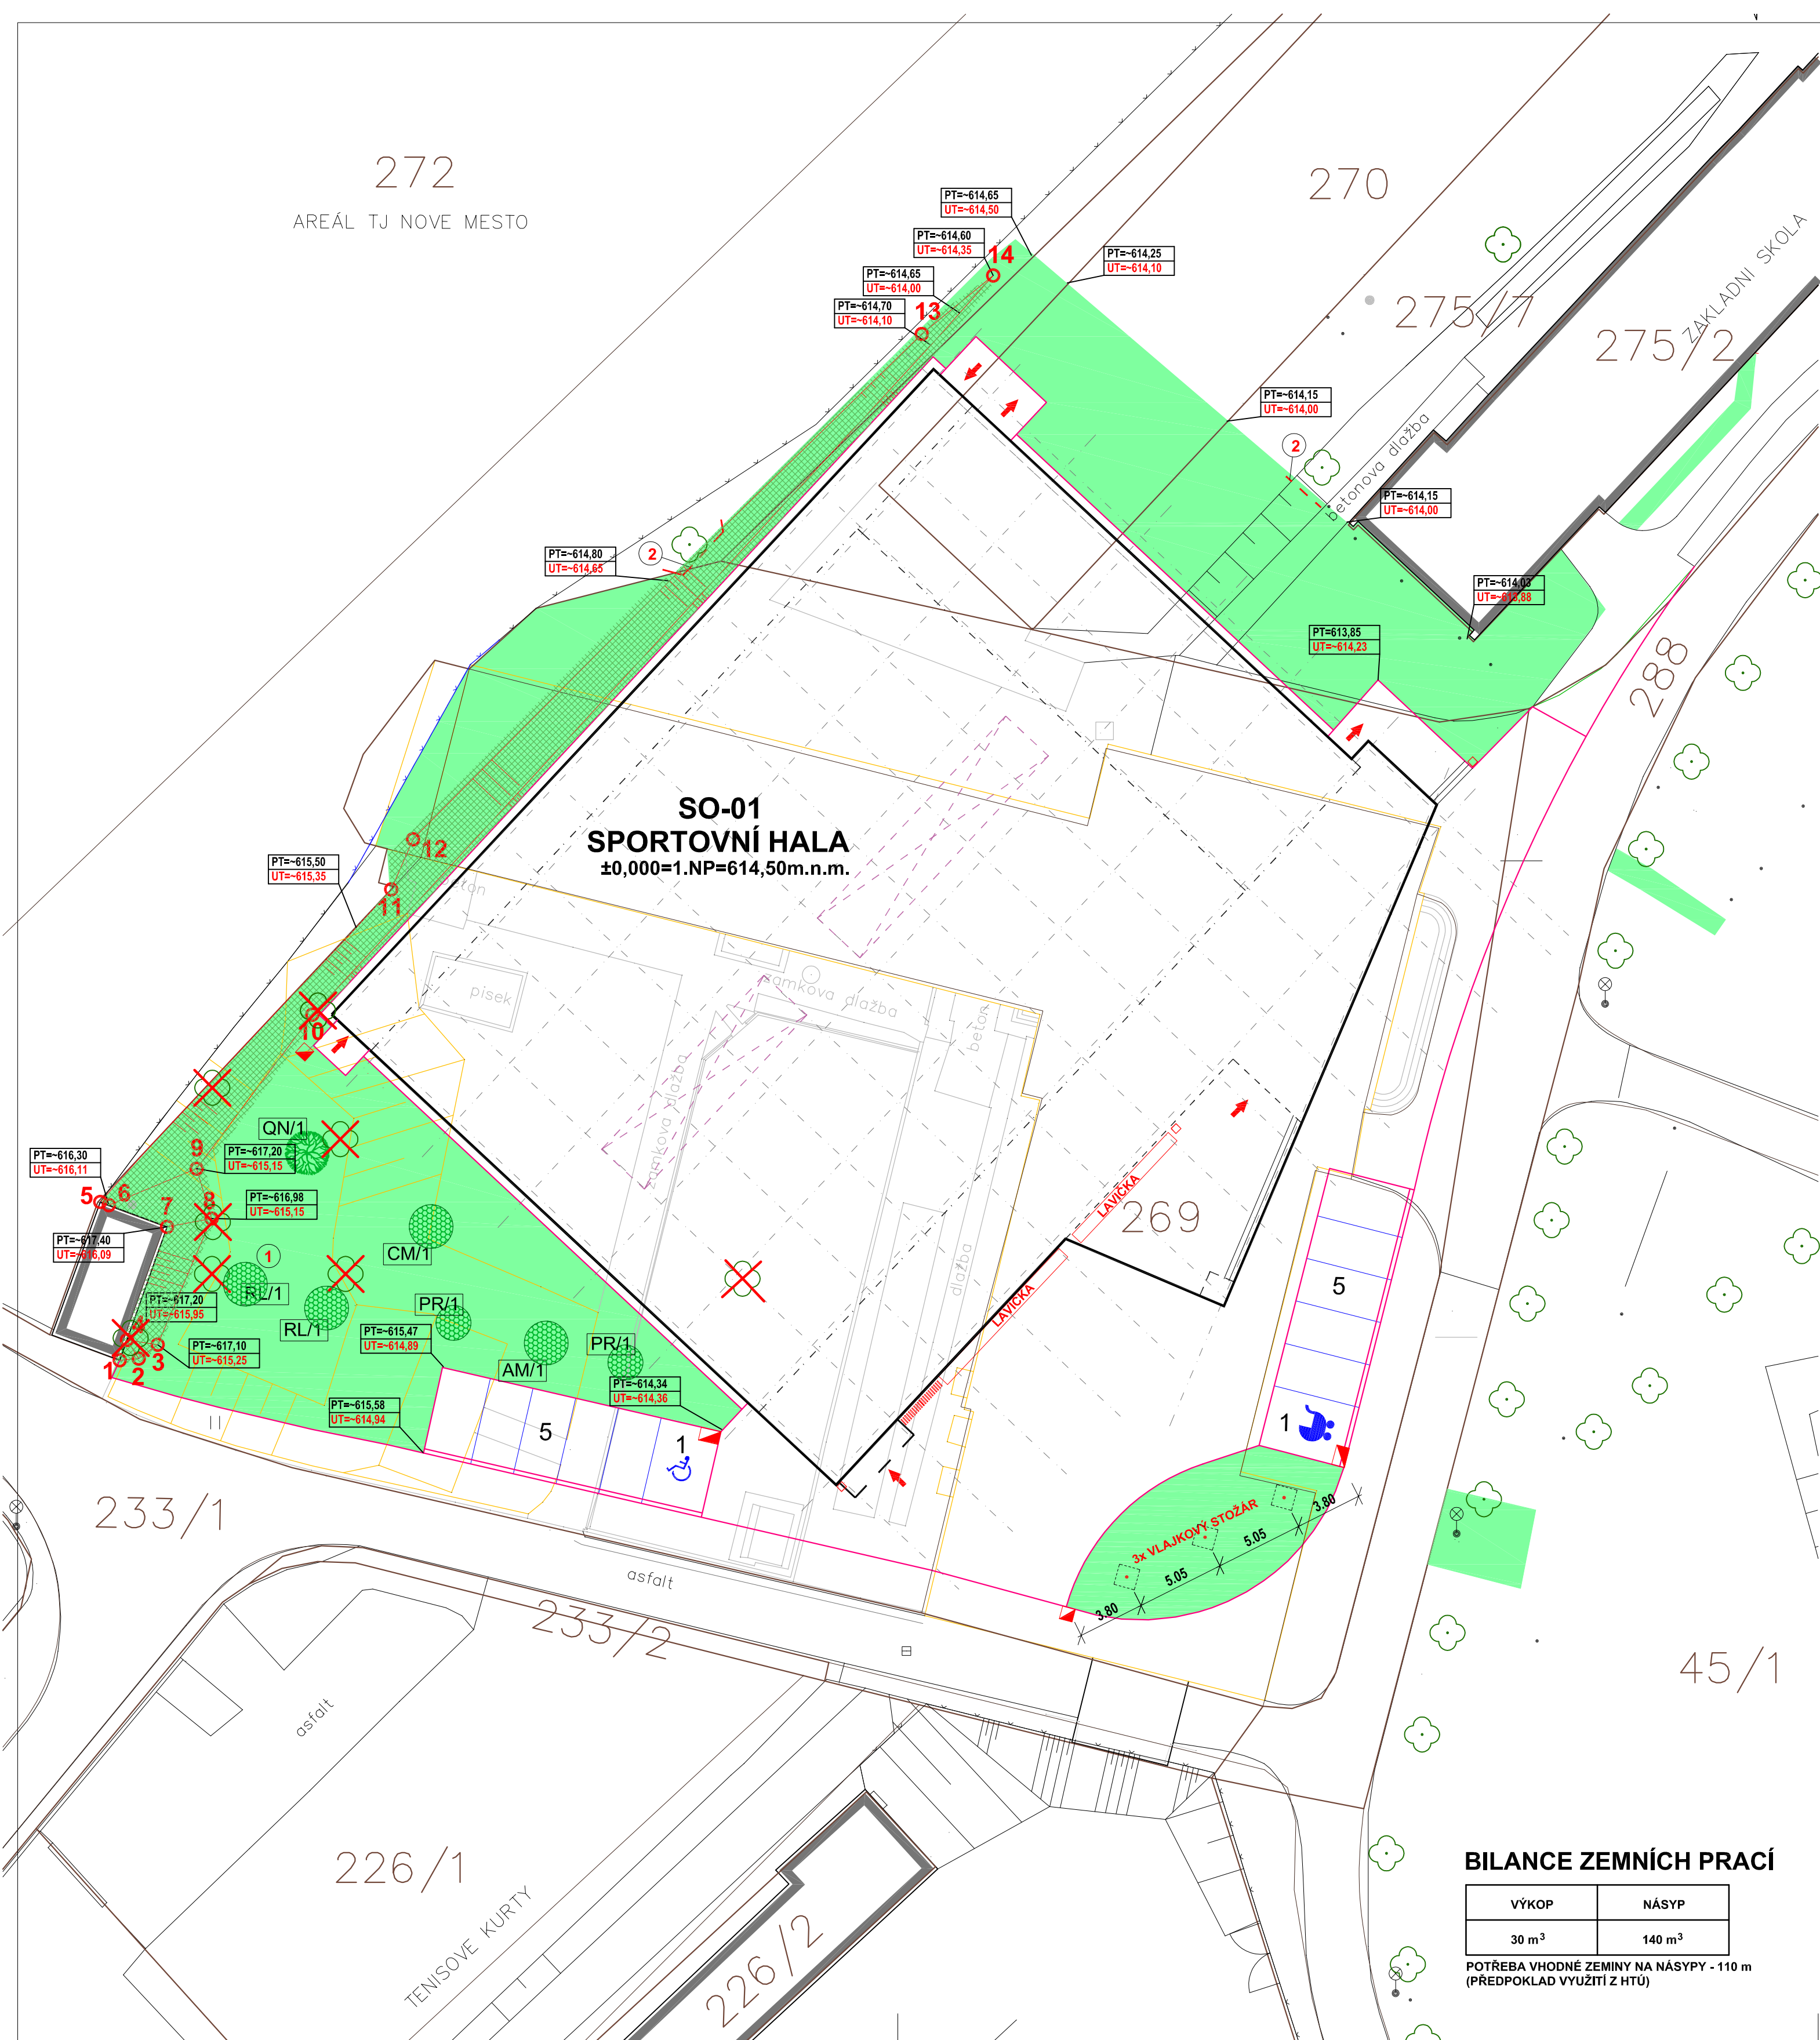 272
AREÁL TJ NOVE MESTO
270
275/7
275/2
ZAKLADNI SKOLA
PT=~614,65
UT=~614,50
PT=~614,60
UT=~614,35
14
PT=~614,25
UT=~614,10
PT=~614,65
UT=~614,00
PT=~614,70
UT=~614,10
13
PT=~614,15
UT=~614,00
2
betonova dlažba
PT=~614,15
UT=~614,00
PT=~614,80
UT=~614,65
2
PT=~614,03
UT=~613,88
PT=613,85
UT=~614,23
288
SO-01
SPORTOVNÍ HALA
±0,000=1.NP=614,50m.n.m.
12
PT=~615,50
UT=~615,35
11
beton
pisek
zamkova dlažba
beton
10
zamkova dlažba
QN/1
9
PT=~617,20
UT=~615,15
PT=~616,30
UT=~616,11
5
6
7
8
PT=~616,98
UT=~615,15
PT=~617,40
UT=~616,09
1
CM/1
LAVIČKA
269
dlažba
LAVIČKA
5
RL/1
PT=~617,20
UT=~615,95
RL/1
PR/1
PT=~615,47
UT=~614,89
PR/1
AM/1
4
PT=~617,10
UT=~615,25
1
2
3
PT=~614,34
UT=~614,36
PT=~615,58
UT=~614,94
5
1
1
3x VLAJKOVÝ STOŽÁR
3.80
5.05
5.05
3.80
233/1
asfalt
233/2
45/1
asfalt
226/1
TENISOVE KURTY
226/2
BILANCE ZEMNÍCH PRACÍ
VÝKOP NÁSYP
30 m³ 140 m³
POTŘEBA VHODNÉ ZEMINY NA NÁSYPY - 110 m
(PŘEDPOKLAD VYUŽITÍ Z HTÚ)